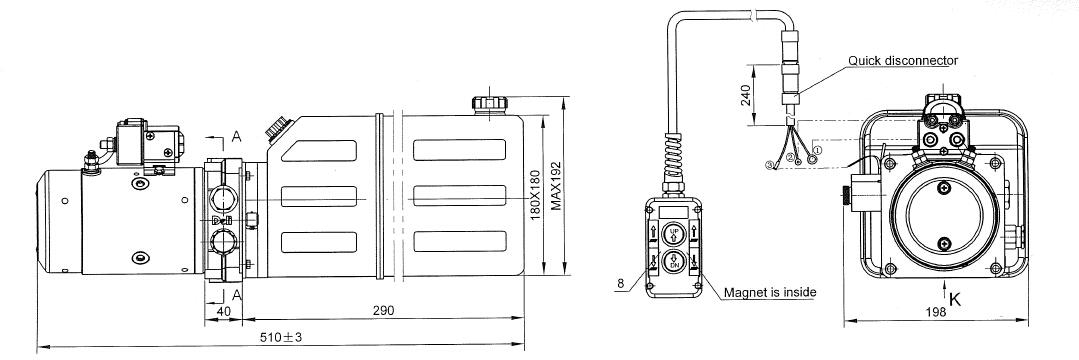 A
A
40
290
510±3
180X180
MAX192
240
Quick disconnector
①
②
③
UP
DN
8
Magnet is inside
K
198